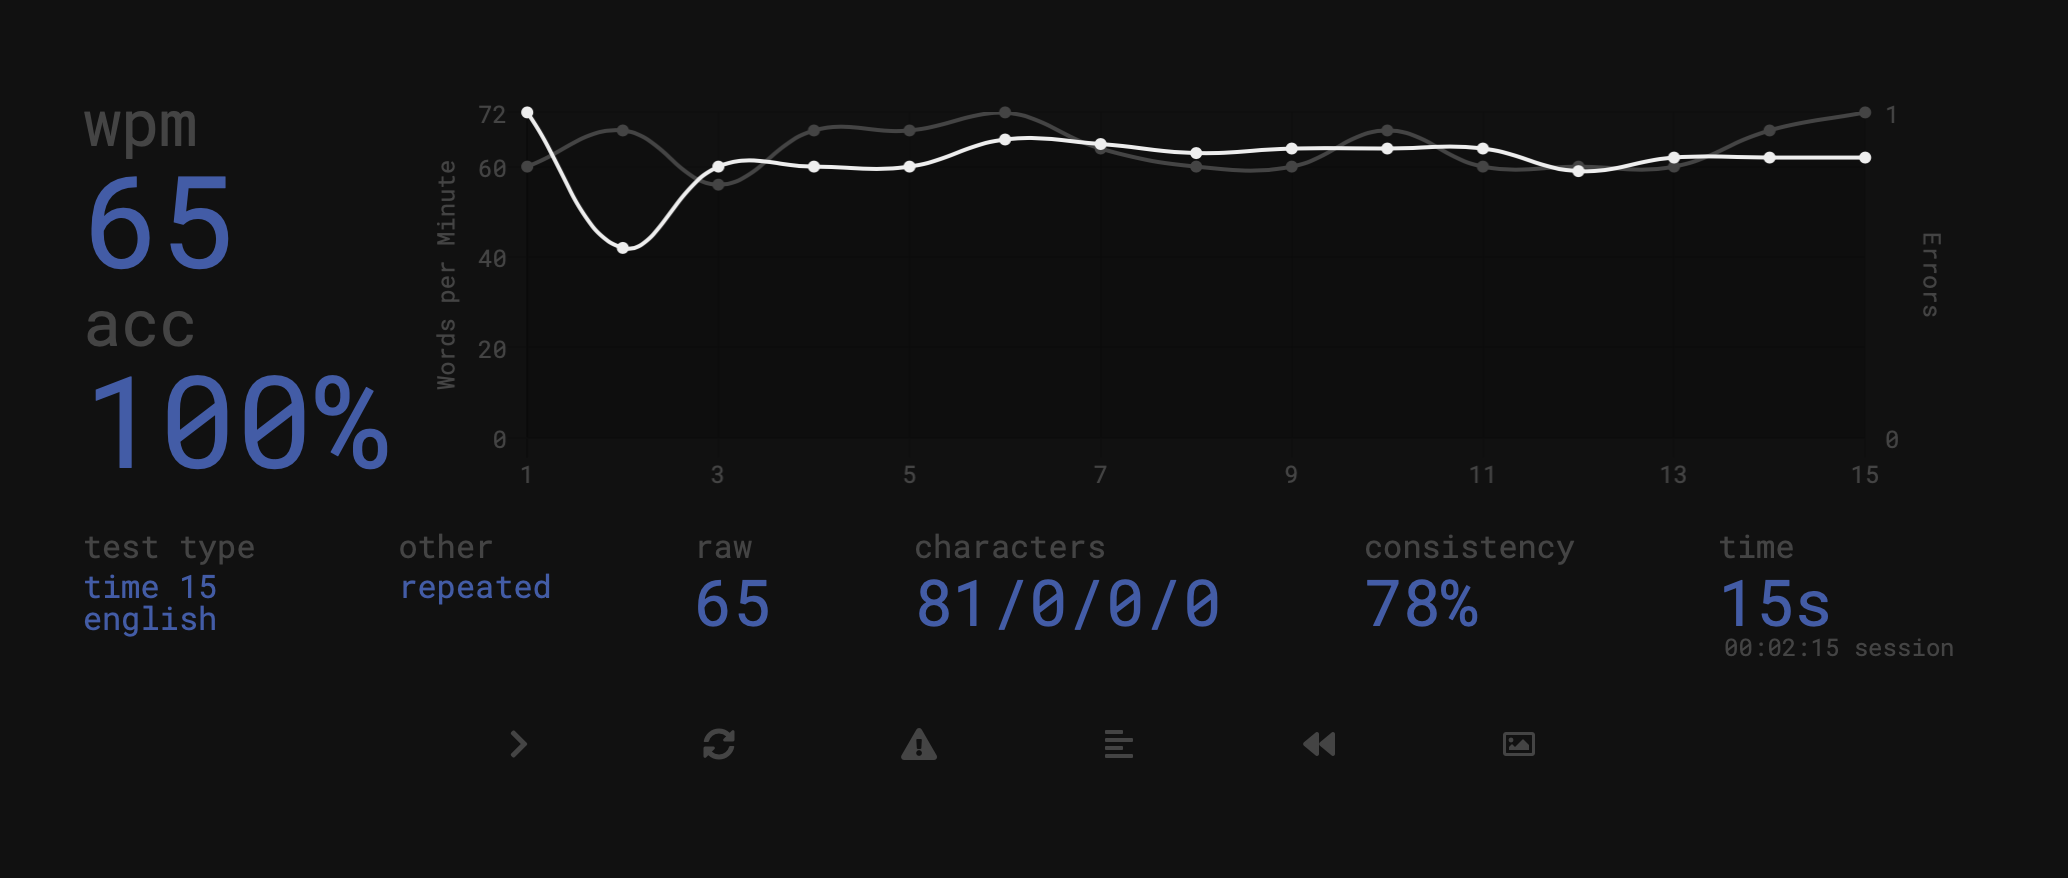 wpm
65
acc
100%
Words per Minute
72
60
40
20
0
1
3
5
7
9
11
13
15
1
0
Errors
test type
time 15
english
other
repeated
raw
65
characters
81/0/0/0
consistency
78%
time
15s
00:02:15 session